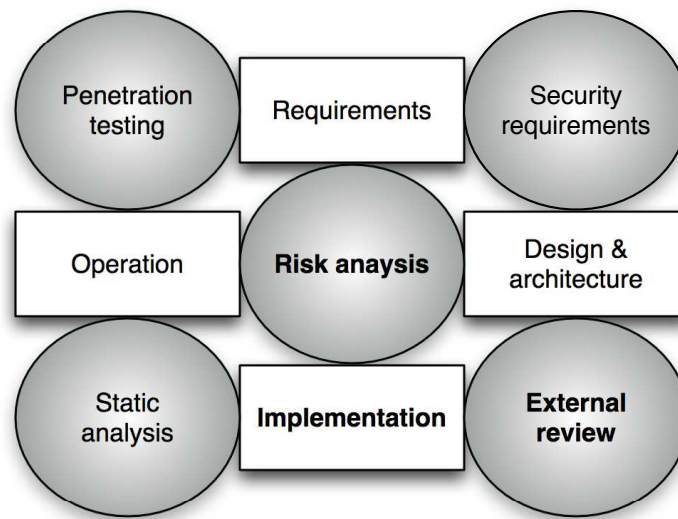 Penetration
testing
Requirements
Security
requirements
Operation
Risk anaysis
Design &
architecture
Static
analysis
Implementation
External
review